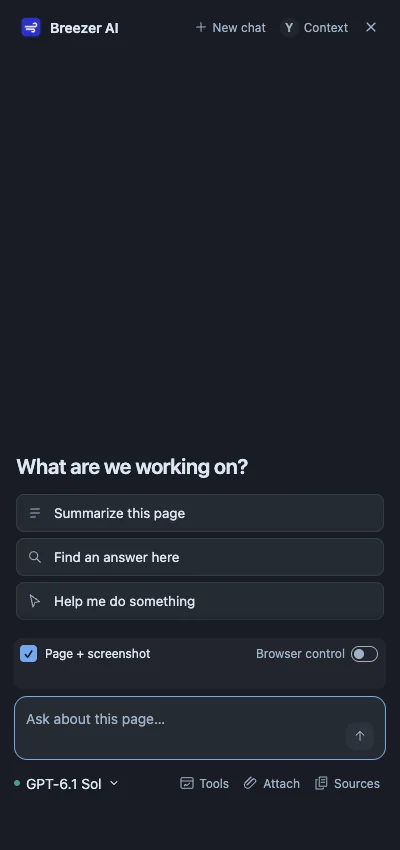 Breezer AI
New chat
Y Context
What are we working on?
Summarize this page
Find an answer here
Help me do something
Page + screenshot
Browser control
Ask about this page...
GPT-6.1 Sol
Tools
Attach
Sources